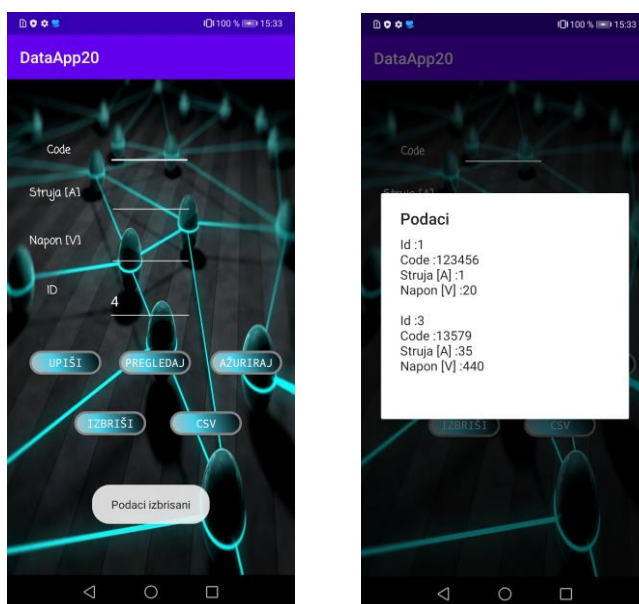 100 % 15:33
DataApp20
Code
Struja [A]
Napon [V]
ID
4
UPIŠI
PREGLEDAJ
AŽURIRAJ
IZBRIŠI
CSV
Podaci izbrisani
100 % 15:33
DataApp20
Code
Struja [A]
Podaci
Id :1
Code :123456
Struja [A] :1
Napon [V] :20
Id :3
Code :13579
Struja [A] :35
Napon [V] :440
IZBRIŠI
CSV